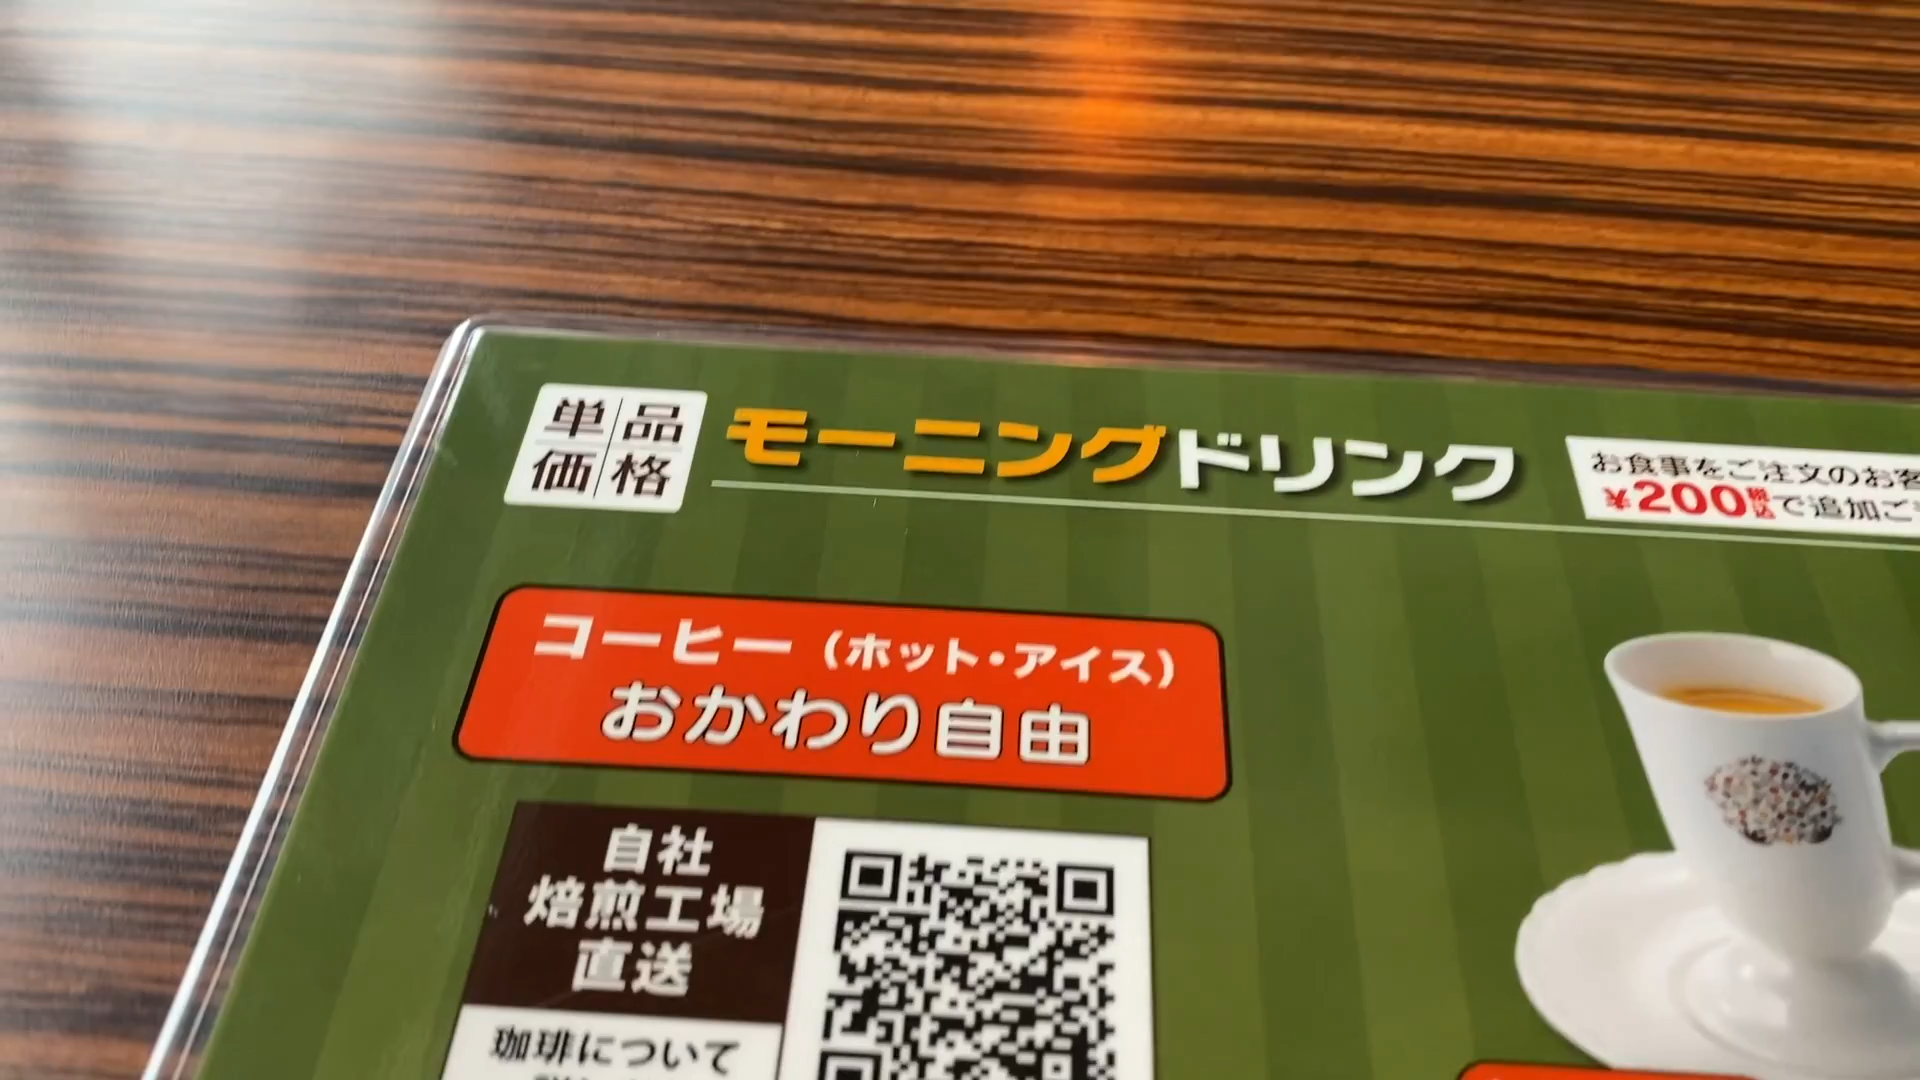 単品
価格
モーニングドリンク
お食事をご注文のお客
¥200税込で追加ご
コーヒー（ホット・アイス）
おかわり自由
自社
焙煎工場
直送
珈琲について